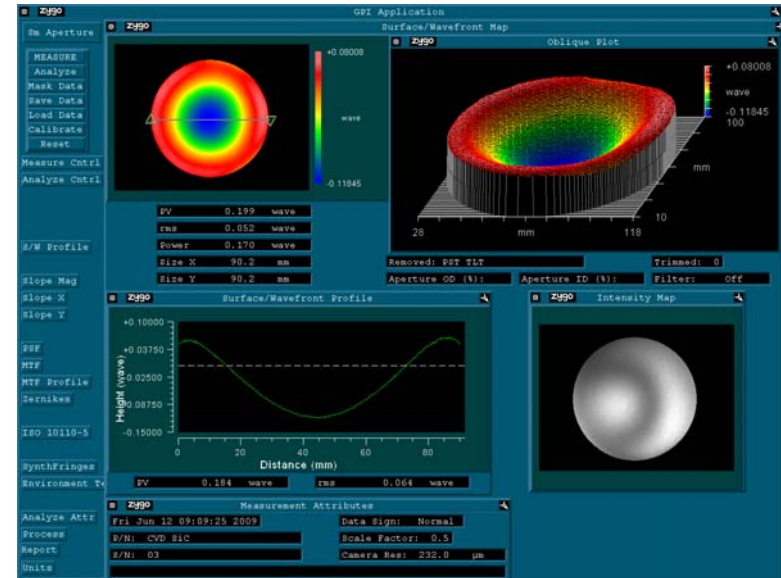 zygo GPI Application
Sm Aperture
MEASURE
Analyze
Mask Data
Save Data
Load Data
Calibrate
Reset
Measure Cntrl
Analyze Cntrl
S/W Profile
Slope Mag
Slope X
Slope Y
PSF
MTF
MTF Profile
Zernikes
ISO 10110-5
SynthFringes
Environment Te
Analyze Attr
Process
Report
Units
zygo Surface/Wavefront Map
+0.08008
wave
-0.11845
PV 0.199 wave
rms 0.052 wave
Power 0.170 wave
Size X 90.2 mm
Size Y 90.2 mm
zygo Oblique Plot
+0.08008
wave
-0.11845
100
mm
10
28 mm 118
Removed: PST TLT Trimmed: 0
Aperture OD (%): Aperture ID (%): Filter: Off
zygo Surface/Wavefront Profile
Height (wave)
+0.10000
+0.03750
-0.02500
-0.08750
-0.15000
0 20 40 60 80
Distance (mm)
PV 0.184 wave rms 0.064 wave
zygo Intensity Map
zygo Measurement Attributes
Fri Jun 12 09:09:25 2009 Data Sign: Normal
P/N: CVD SiC Scale Factor: 0.5
S/N: 03 Camera Res: 232.0 µm